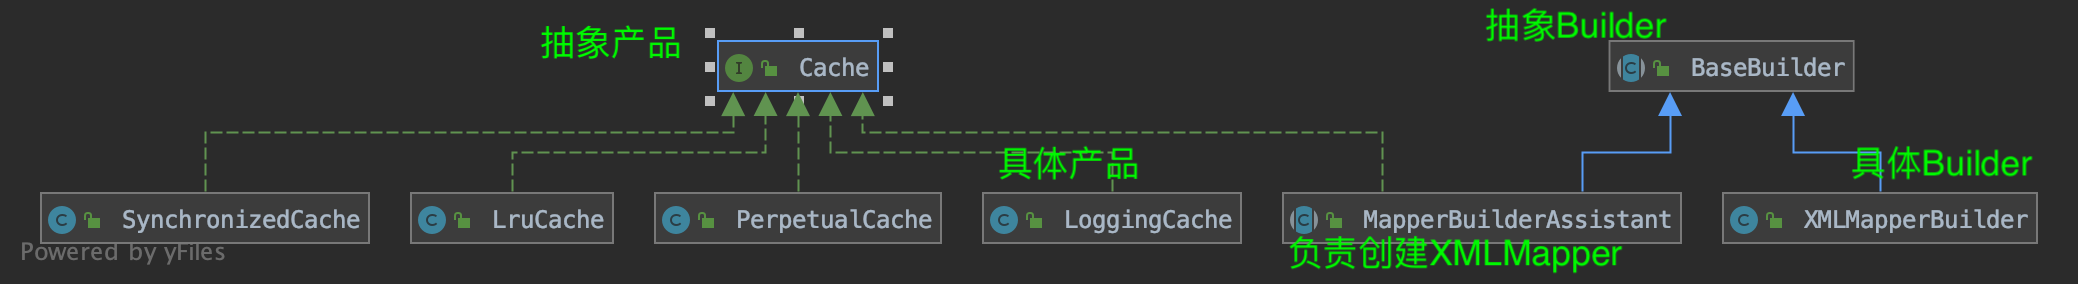 抽象产品
抽象Builder
Cache
BaseBuilder
具体产品
具体Builder
SynchronizedCache
LruCache
PerpetualCache
LoggingCache
MapperBuilderAssistant
XMLMapperBuilder
Powered by yFiles
负责创建XMLMapper